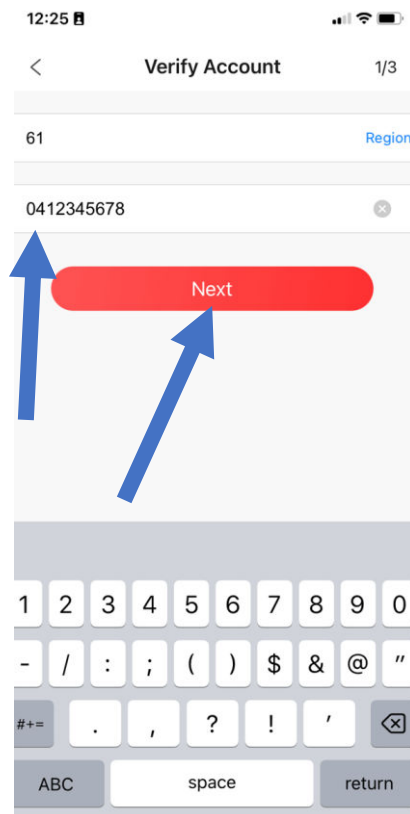 12:25
< Verify Account 1/3
61 Region
0412345678
Next
1 2 3 4 5 6 7 8 9 0
- / : ; ( ) $ & @ "
#+= . , ? ! '
ABC space return